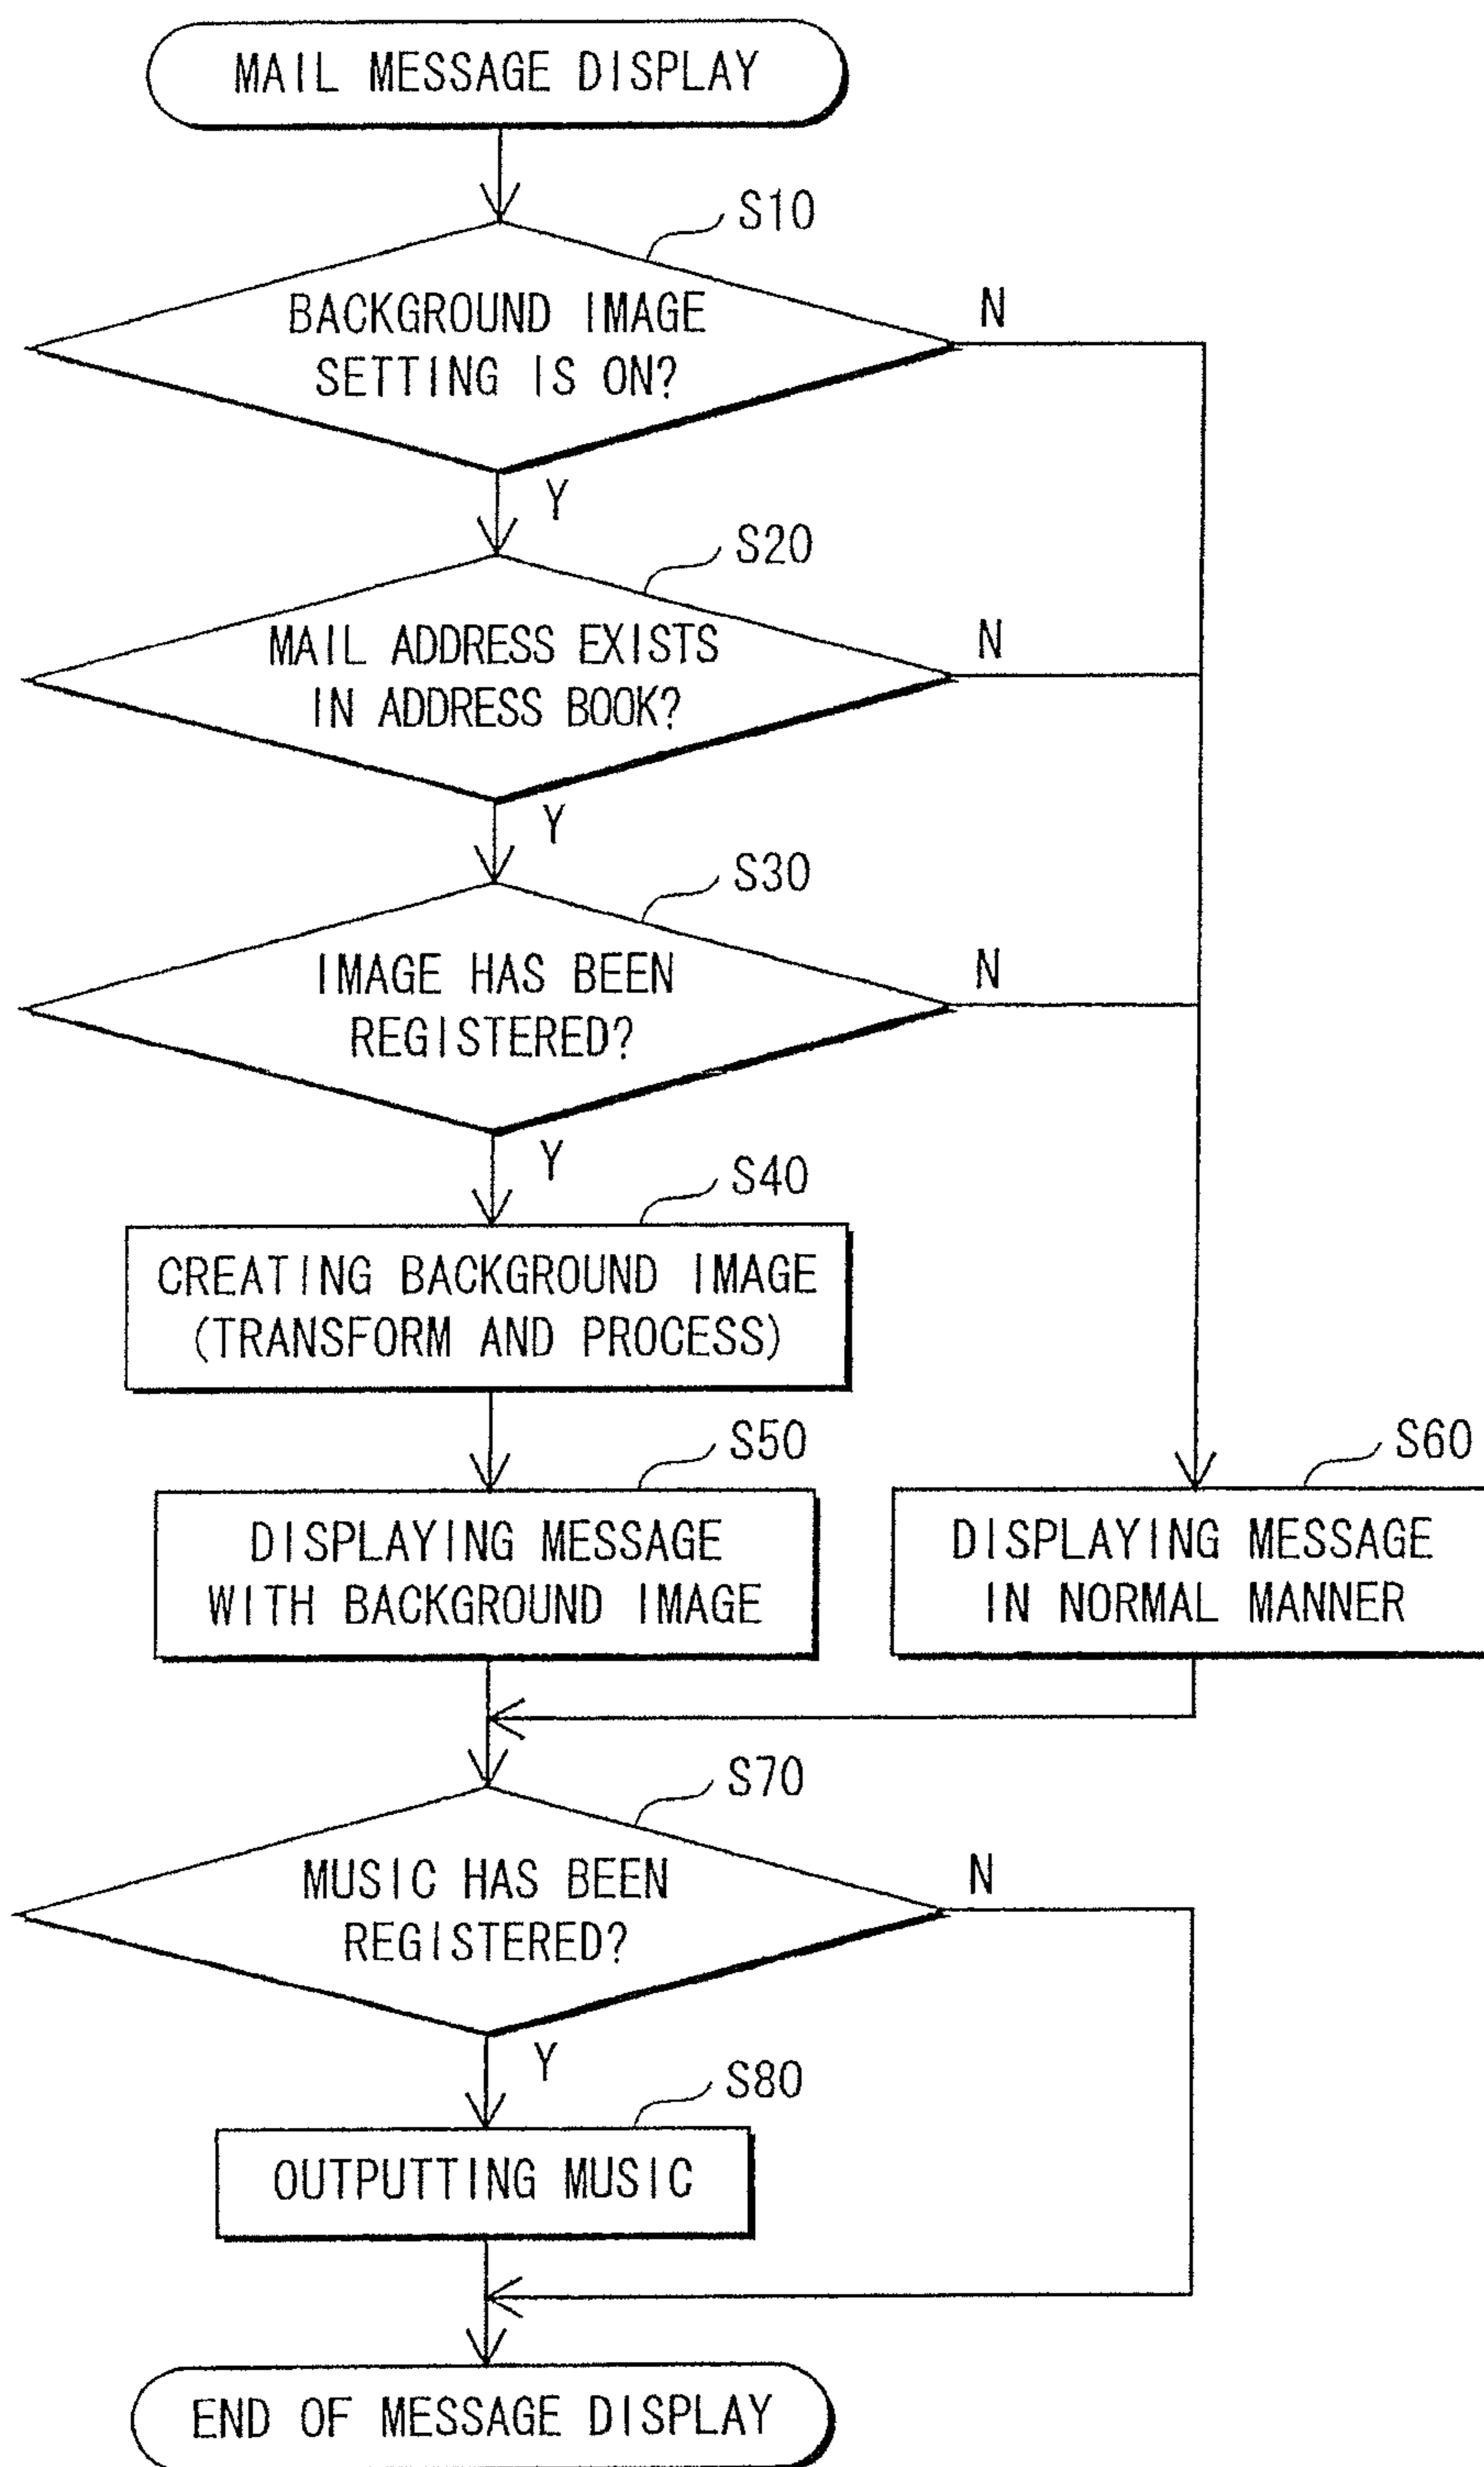 MAIL MESSAGE DISPLAY
S10
BACKGROUND IMAGE
SETTING IS ON?
N
Y
S20
MAIL ADDRESS EXISTS
IN ADDRESS BOOK?
N
Y
S30
IMAGE HAS BEEN
REGISTERED?
N
Y
S40
CREATING BACKGROUND IMAGE
(TRANSFORM AND PROCESS)
S50
DISPLAYING MESSAGE
WITH BACKGROUND IMAGE
S60
DISPLAYING MESSAGE
IN NORMAL MANNER
S70
MUSIC HAS BEEN
REGISTERED?
N
Y
S80
OUTPUTTING MUSIC
END OF MESSAGE DISPLAY